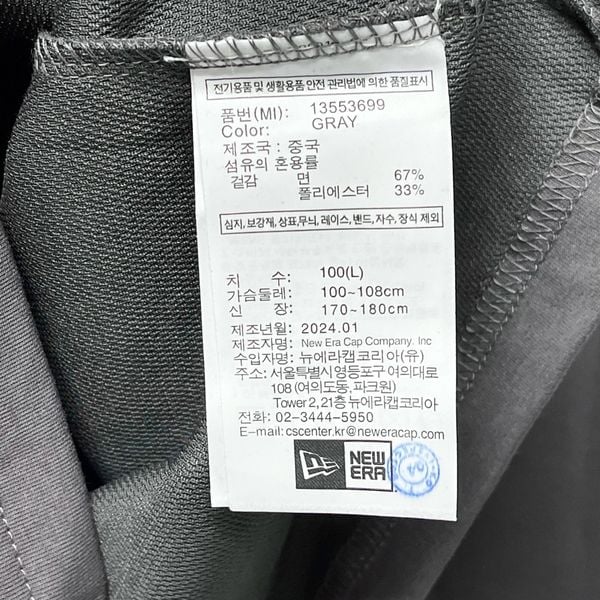 전기용품 및 생활용품 안전 관리법에 의한 품질표시
품번(MI): 13553699
Color: GRAY
제조국: 중국
섬유의 혼용률
겉감 면 67%
폴리에스터 33%
심지, 보강재, 상표,무늬, 레이스, 밴드, 자수, 장식 제외
치 수: 100(L)
가슴둘레: 100~108cm
신 장: 170~180cm
제조년월: 2024.01
제조자명: New Era Cap Company. Inc
수입자명: 뉴에라캡코리아(유)
주소: 서울특별시영등포구 여의대로
108 (여의도동, 파크원)
Tower 2, 21층 뉴에라캡코리아
전화: 02-3444-5950
E-mail: cscenter.kr@neweracap.com
NEW
ERA